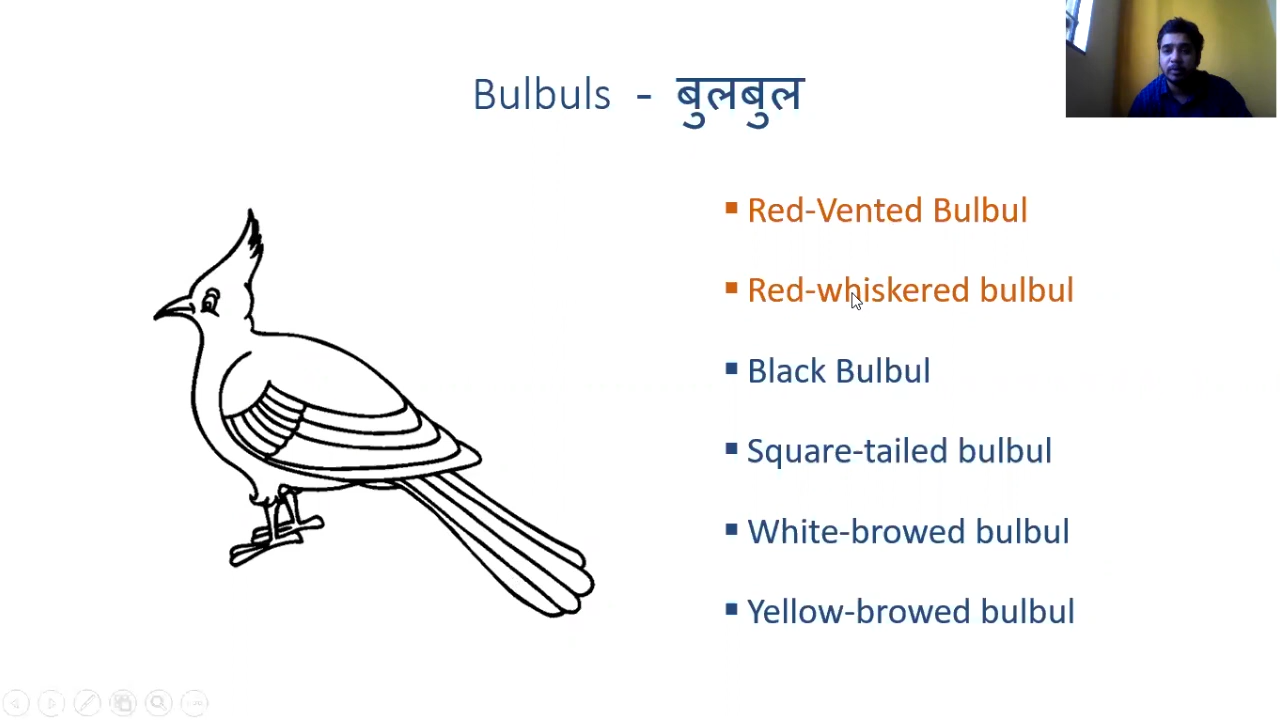 Bulbuls - बुलबुल
Red-Vented Bulbul
Red-whiskered bulbul
Black Bulbul
Square-tailed bulbul
White-browed bulbul
Yellow-browed bulbul